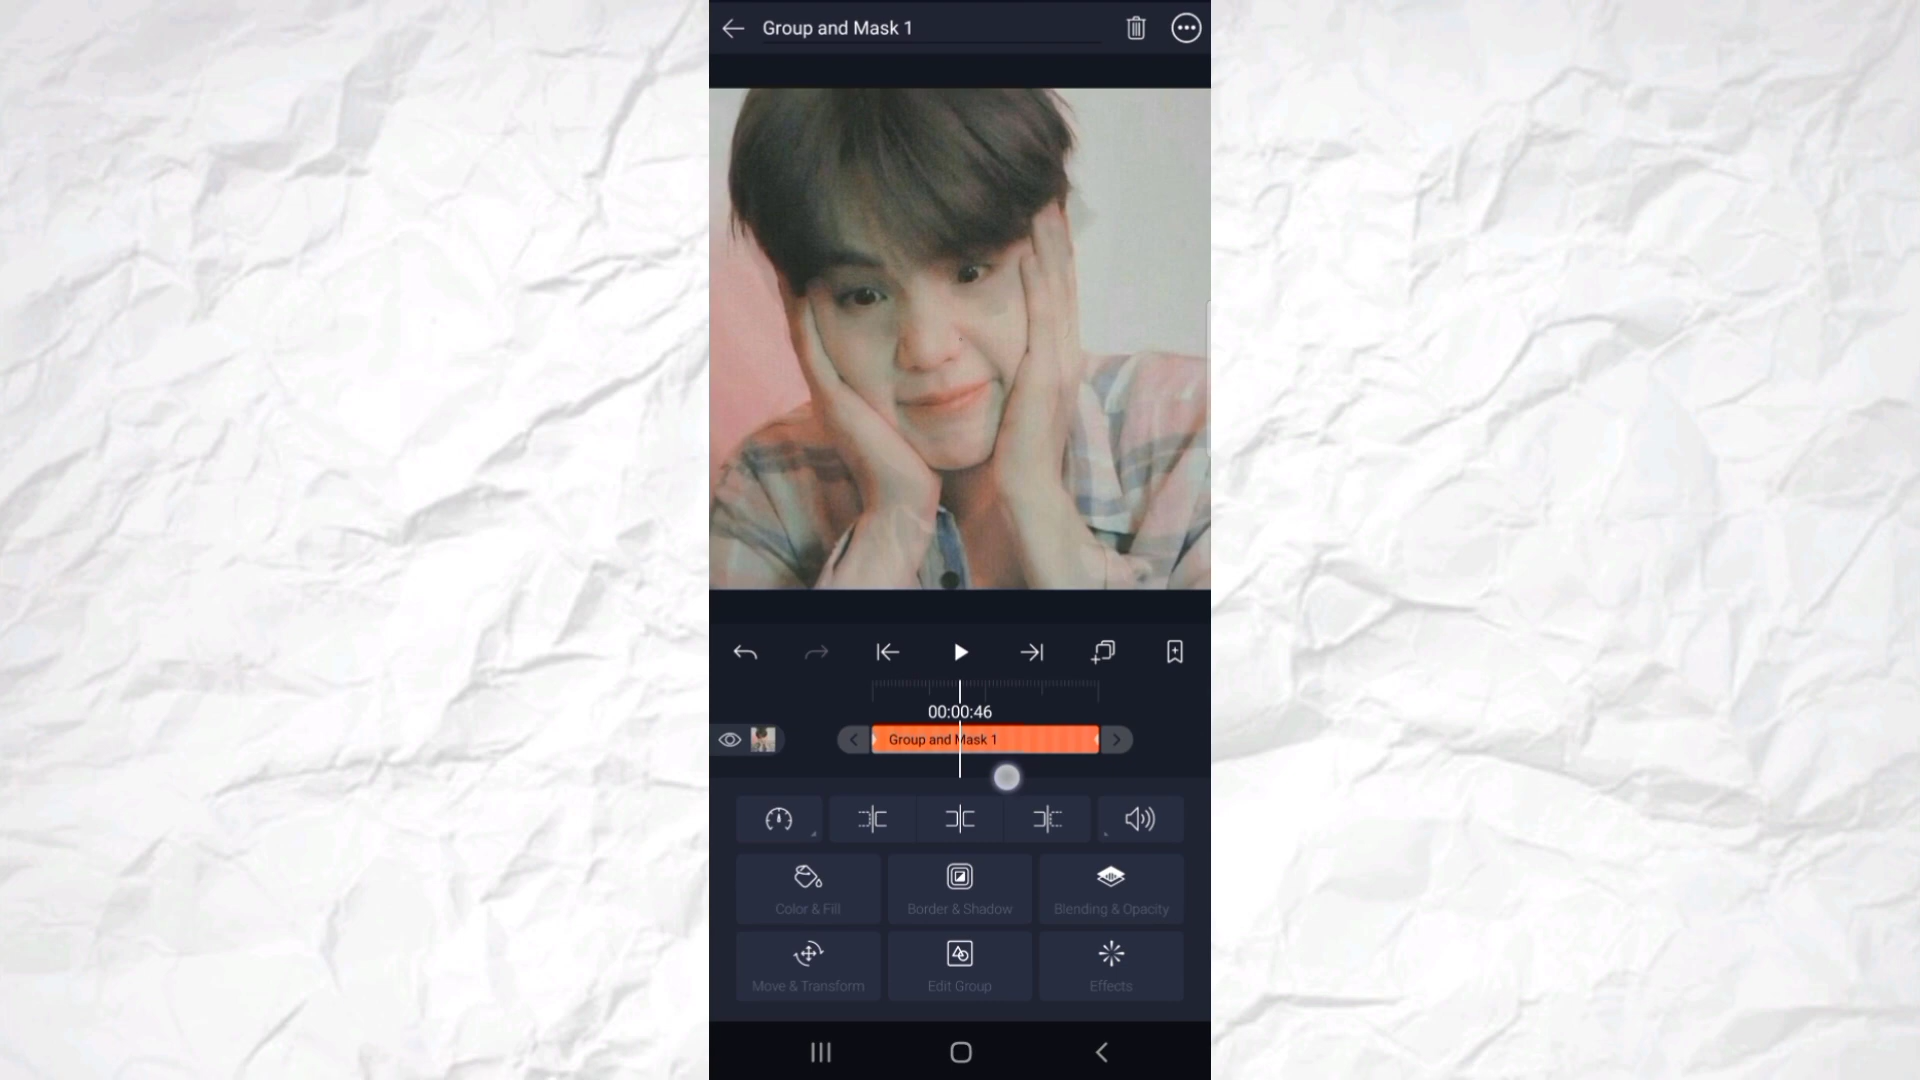 Group and Mask 1
00:00:46
Group and Mask 1
Color & Fill
Border & Shadow
Blending & Opacity
Move & Transform
Edit Group
Effects